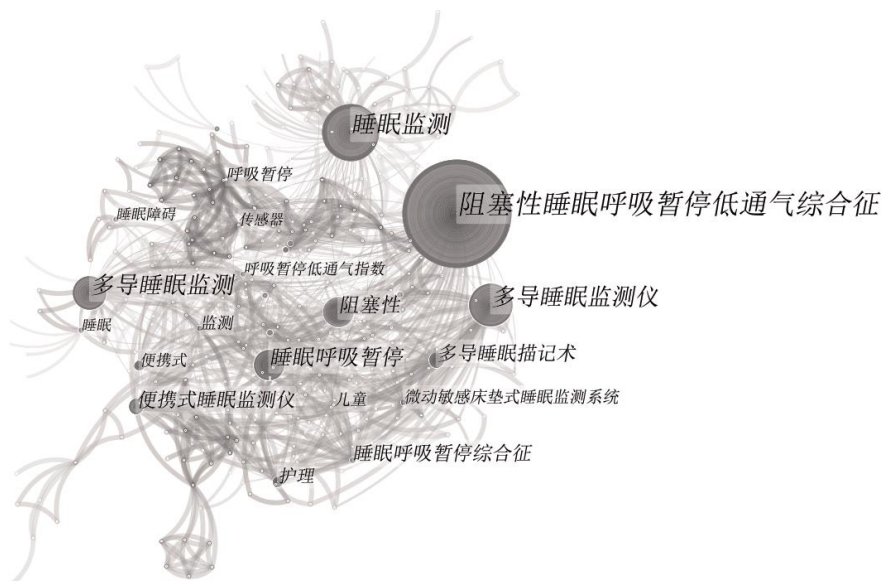 睡眠监测
呼吸暂停
阻塞性睡眠呼吸暂停低通气综合征
睡眠障碍
传感器
呼吸暂停低通气指数
多导睡眠监测
多导睡眠监测仪
阻塞性
睡眠
监测
多导睡眠描记术
睡眠呼吸暂停
便携式
微动敏感床垫式睡眠监测系统
便携式睡眠监测仪
儿童
睡眠呼吸暂停综合征
护理